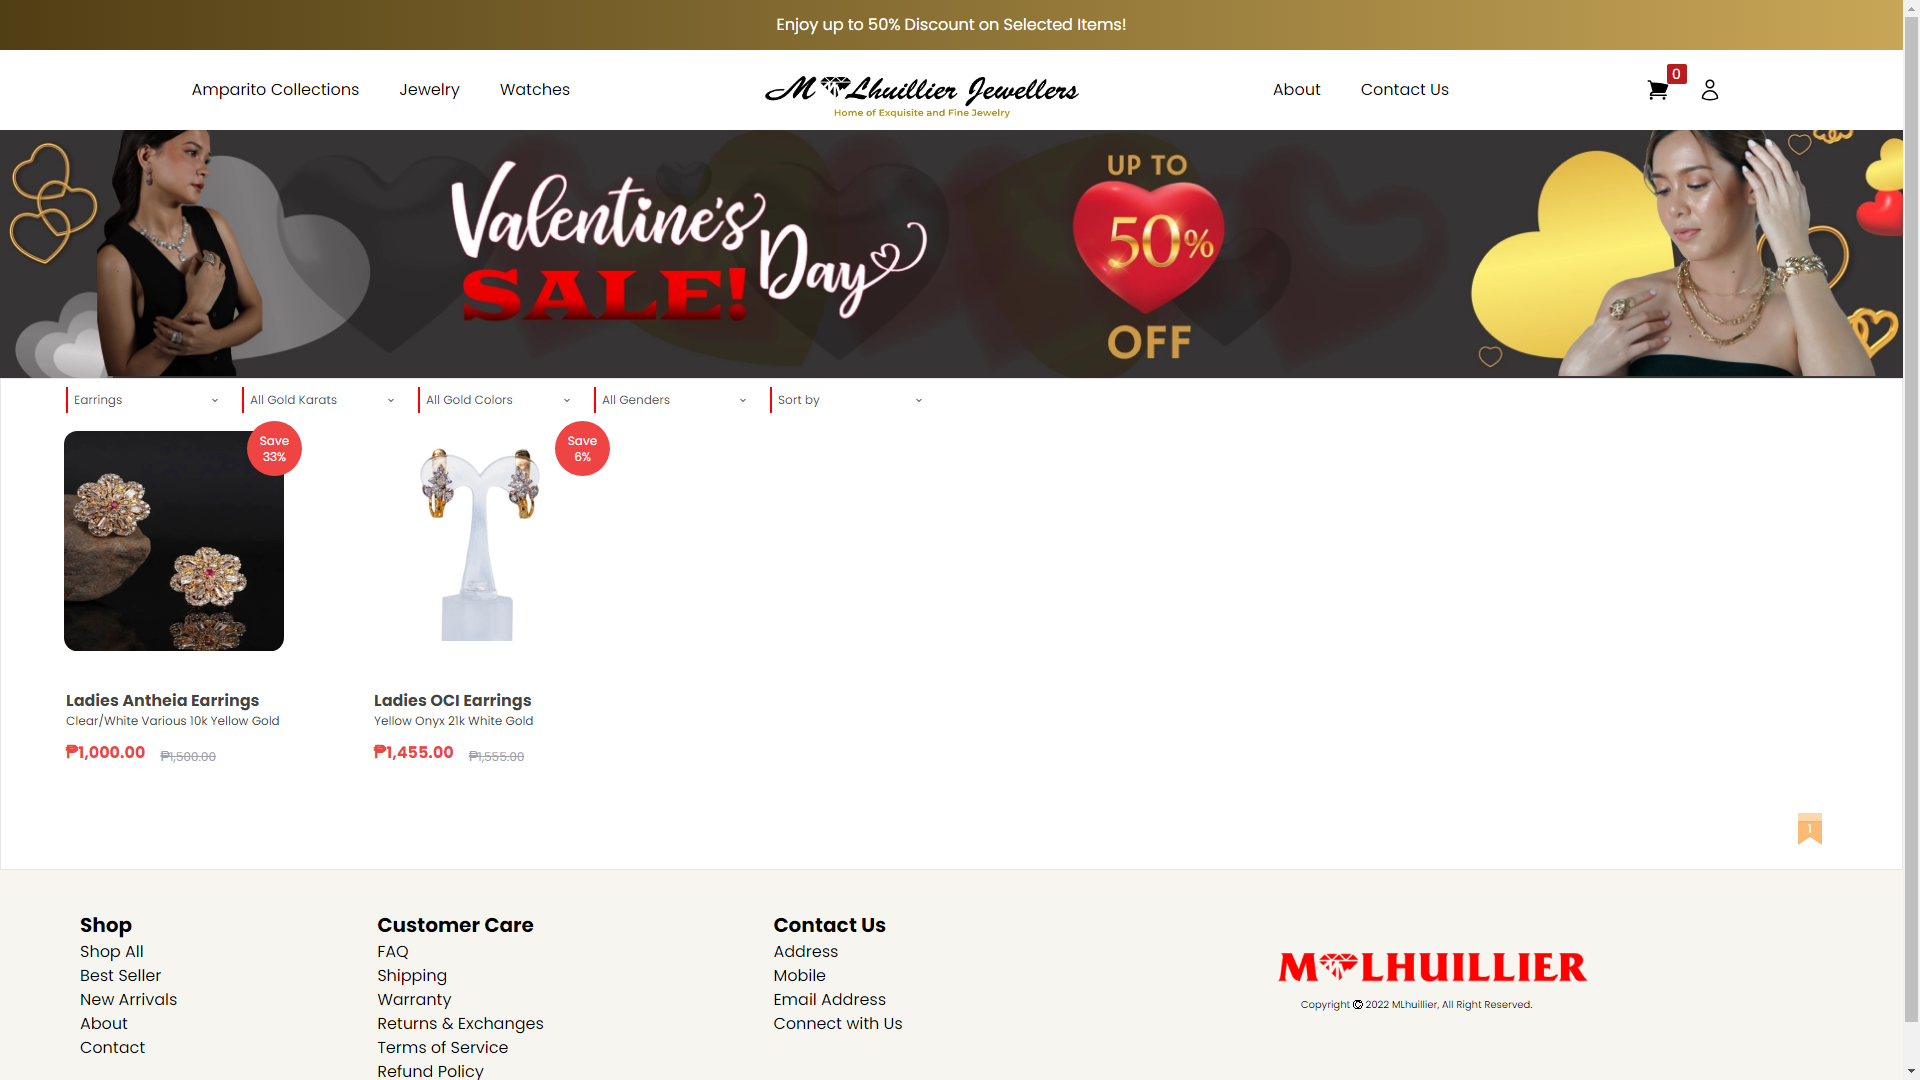 Enjoy up to 50% Discount on Selected Items!
Amparito Collections
Jewelry
Watches
M Lhuillier Jewellers
Home of Exquisite and Fine Jewelry
About
Contact Us
0
Valentine's
Day
SALE!
UP TO
50%
OFF
Earrings
All Gold Karats
All Gold Colors
All Genders
Sort by
Save
33%
Save
6%
Ladies Antheia Earrings
Clear/White Various 10k Yellow Gold
₱1,000.00 ₱1,500.00
Ladies OCI Earrings
Yellow Onyx 21k White Gold
₱1,455.00 ₱1,555.00
1
Shop
Shop All
Best Seller
New Arrivals
About
Contact
Customer Care
FAQ
Shipping
Warranty
Returns & Exchanges
Terms of Service
Refund Policy
Contact Us
Address
Mobile
Email Address
Connect with Us
M LHUILLIER
Copyright © 2022 MLhuillier, All Right Reserved.